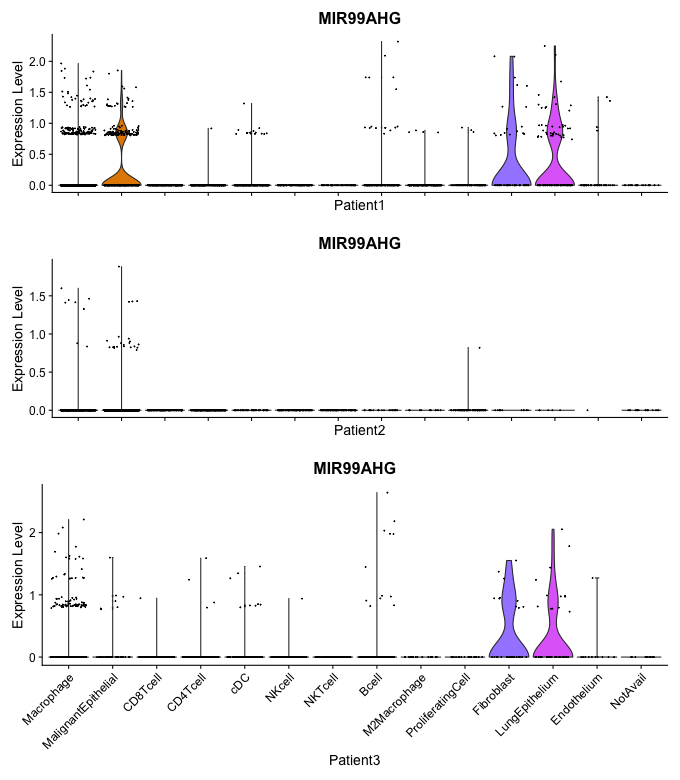 MIR99AHG
Expression Level
2.0
1.5
1.0
0.5
0.0
Patient1
MIR99AHG
Expression Level
1.5
1.0
0.5
0.0
Patient2
MIR99AHG
Expression Level
2
1
0
Macrophage
MalignantEpithelial
CD8Tcell
CD4Tcell
cDC
NKcell
NKTcell
Bcell
M2Macrophage
ProliferatingCell
Fibroblast
LungEpithelium
Endothelium
NotAvail
Patient3